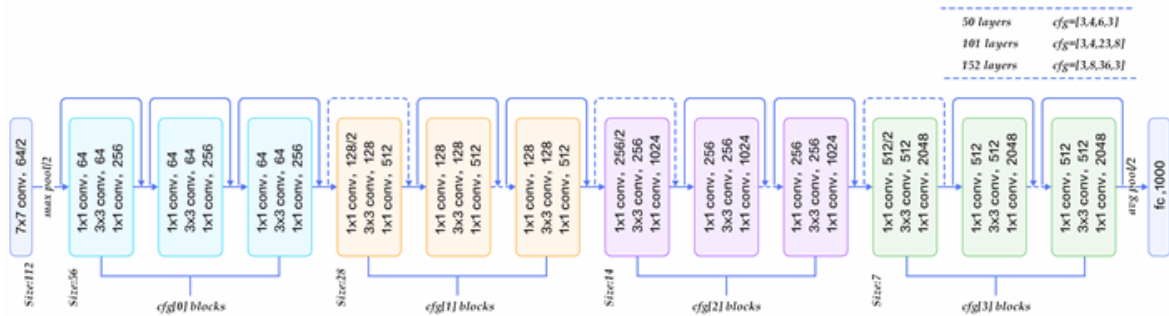 50 layers cfg=[3,4,6,3]
101 layers cfg=[3,4,23,8]
152 layers cfg=[3,8,36,3]
7x7 conv, 64/2
max pool/2
1x1 conv, 64
3x3 conv, 64
1x1 conv, 256
1x1 conv, 64
3x3 conv, 64
1x1 conv, 256
1x1 conv, 64
3x3 conv, 64
1x1 conv, 256
1x1 conv, 128/2
3x3 conv, 128
1x1 conv, 512
1x1 conv, 128
3x3 conv, 128
1x1 conv, 512
1x1 conv, 128
3x3 conv, 128
1x1 conv, 512
1x1 conv, 256/2
3x3 conv, 256
1x1 conv, 1024
1x1 conv, 256
3x3 conv, 256
1x1 conv, 1024
1x1 conv, 256
3x3 conv, 256
1x1 conv, 1024
1x1 conv, 512/2
3x3 conv, 512
1x1 conv, 2048
1x1 conv, 512
3x3 conv, 512
1x1 conv, 2048
1x1 conv, 512
3x3 conv, 512
1x1 conv, 2048
avg pool/2
fc ,1000
Size:112
Size:56
cfg[0] blocks
Size:28
cfg[1] blocks
Size:14
cfg[2] blocks
Size:7
cfg[3] blocks